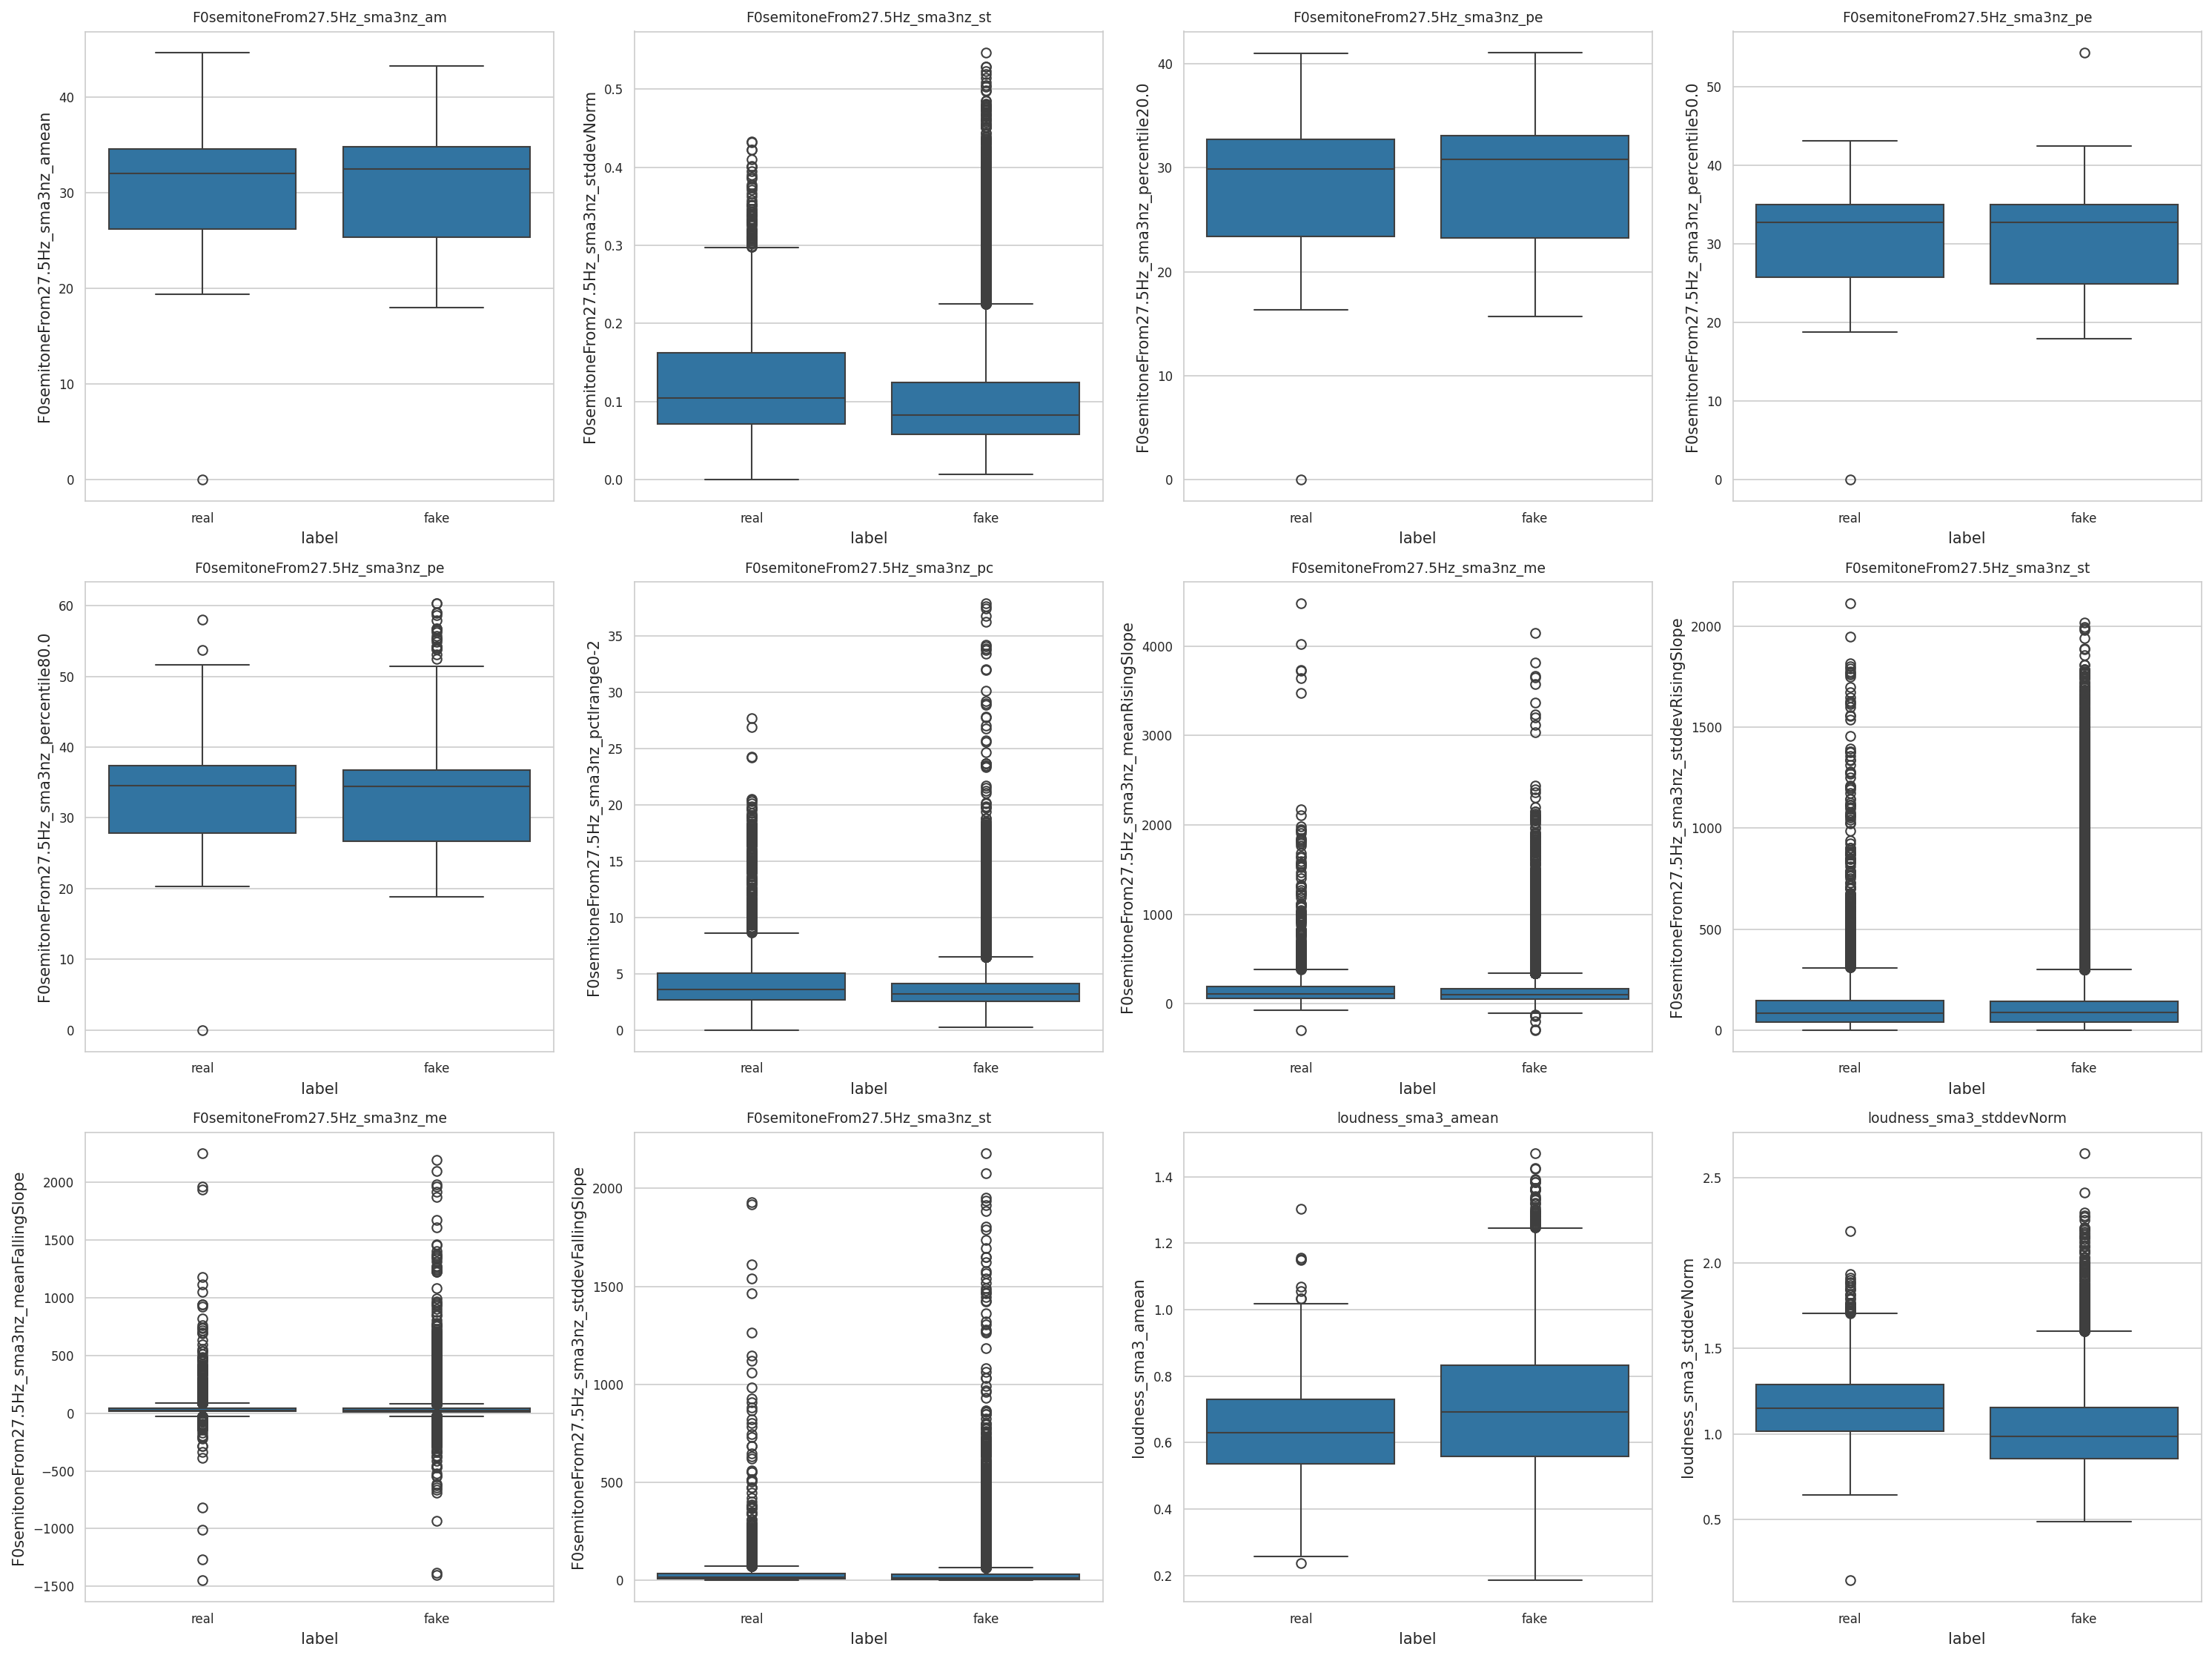 F0semitoneFrom27.5Hz_sma3nz_am
F0semitoneFrom27.5Hz_sma3nz_amean
40
30
20
10
0
real
fake
label
F0semitoneFrom27.5Hz_sma3nz_st
F0semitoneFrom27.5Hz_sma3nz_stddevNorm
0.5
0.4
0.3
0.2
0.1
0.0
real
fake
label
F0semitoneFrom27.5Hz_sma3nz_pe
F0semitoneFrom27.5Hz_sma3nz_percentile20.0
40
30
20
10
0
real
fake
label
F0semitoneFrom27.5Hz_sma3nz_pe
F0semitoneFrom27.5Hz_sma3nz_percentile50.0
50
40
30
20
10
0
real
fake
label
F0semitoneFrom27.5Hz_sma3nz_pe
F0semitoneFrom27.5Hz_sma3nz_percentile80.0
60
50
40
30
20
10
0
real
fake
label
F0semitoneFrom27.5Hz_sma3nz_pc
F0semitoneFrom27.5Hz_sma3nz_pctlrange0-2
35
30
25
20
15
10
5
0
real
fake
label
F0semitoneFrom27.5Hz_sma3nz_me
F0semitoneFrom27.5Hz_sma3nz_meanRisingSlope
4000
3000
2000
1000
0
real
fake
label
F0semitoneFrom27.5Hz_sma3nz_st
F0semitoneFrom27.5Hz_sma3nz_stddevRisingSlope
2000
1500
1000
500
0
real
fake
label
F0semitoneFrom27.5Hz_sma3nz_me
F0semitoneFrom27.5Hz_sma3nz_meanFallingSlope
2000
1500
1000
500
0
−500
−1000
−1500
real
fake
label
F0semitoneFrom27.5Hz_sma3nz_st
F0semitoneFrom27.5Hz_sma3nz_stddevFallingSlope
2000
1500
1000
500
0
real
fake
label
loudness_sma3_amean
loudness_sma3_amean
1.4
1.2
1.0
0.8
0.6
0.4
0.2
real
fake
label
loudness_sma3_stddevNorm
loudness_sma3_stddevNorm
2.5
2.0
1.5
1.0
0.5
real
fake
label